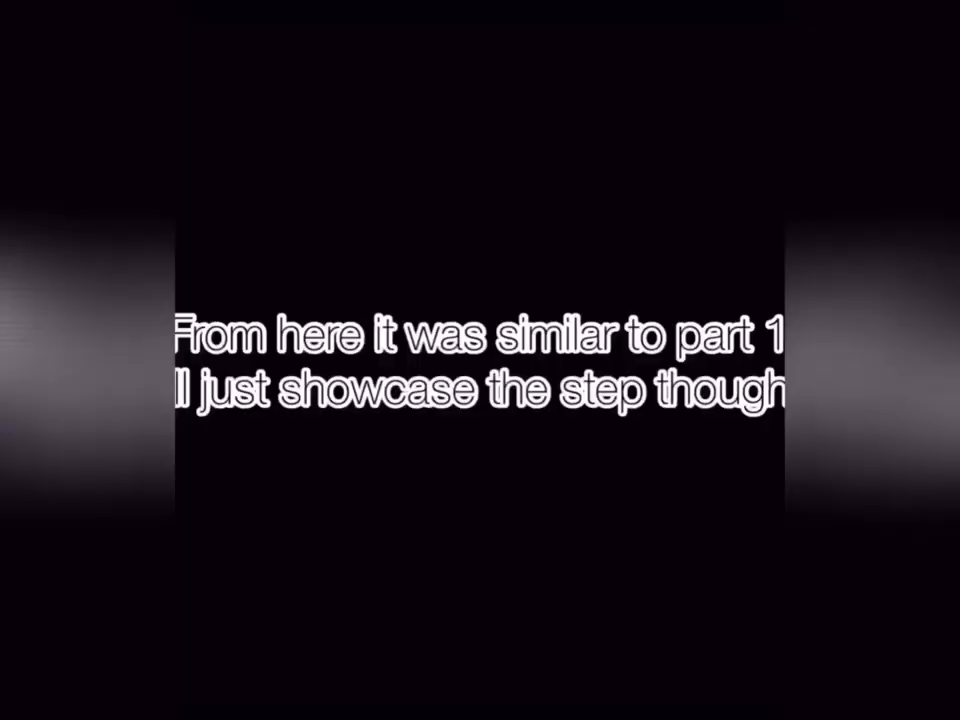 From here it was similar to part 1
ll just showcase the step though